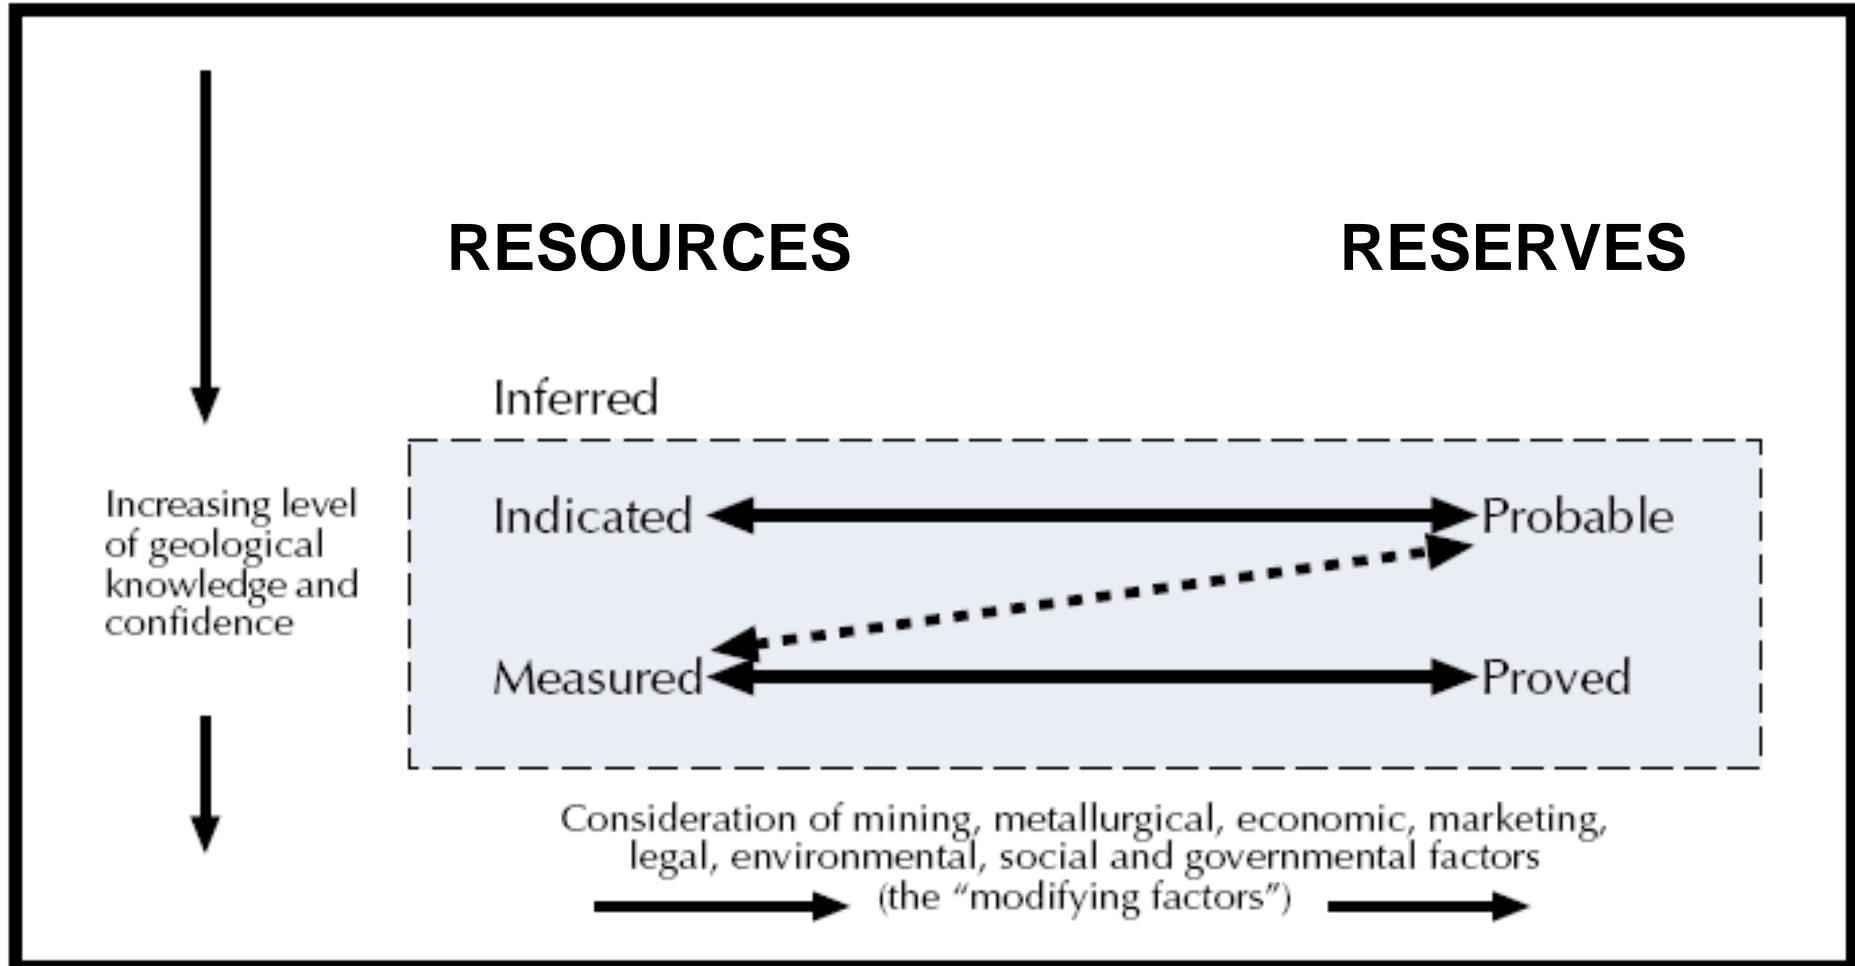 RESOURCES
RESERVES
Inferred
Increasing level
of geological
knowledge and
confidence
Indicated
Probable
Measured
Proved
Consideration of mining, metallurgical, economic, marketing,
legal, environmental, social and governmental factors
(the “modifying factors”)